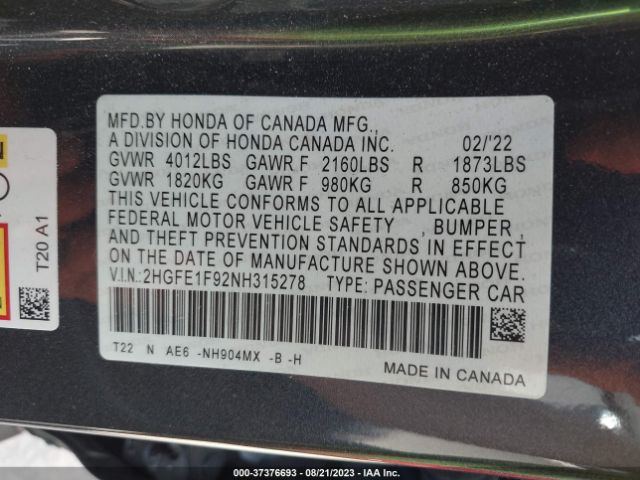 MFD.BY HONDA OF CANADA MFG.,
A DIVISION OF HONDA CANADA INC. 02/'22
GVWR 4012LBS GAWR F 2160LBS R 1873LBS
GVWR 1820KG GAWR F 980KG R 850KG
THIS VEHICLE CONFORMS TO ALL APPLICABLE
FEDERAL MOTOR VEHICLE SAFETY , BUMPER ,
AND THEFT PREVENTION STANDARDS IN EFFECT
ON THE DATE OF MANUFACTURE SHOWN ABOVE.
V.I.N.:2HGFE1F92NH315278 TYPE: PASSENGER CAR
T22 N AE6 -NH904MX -B -H
MADE IN CANADA
T20 A1
000-37376693 - 08/21/2023 - IAA Inc.